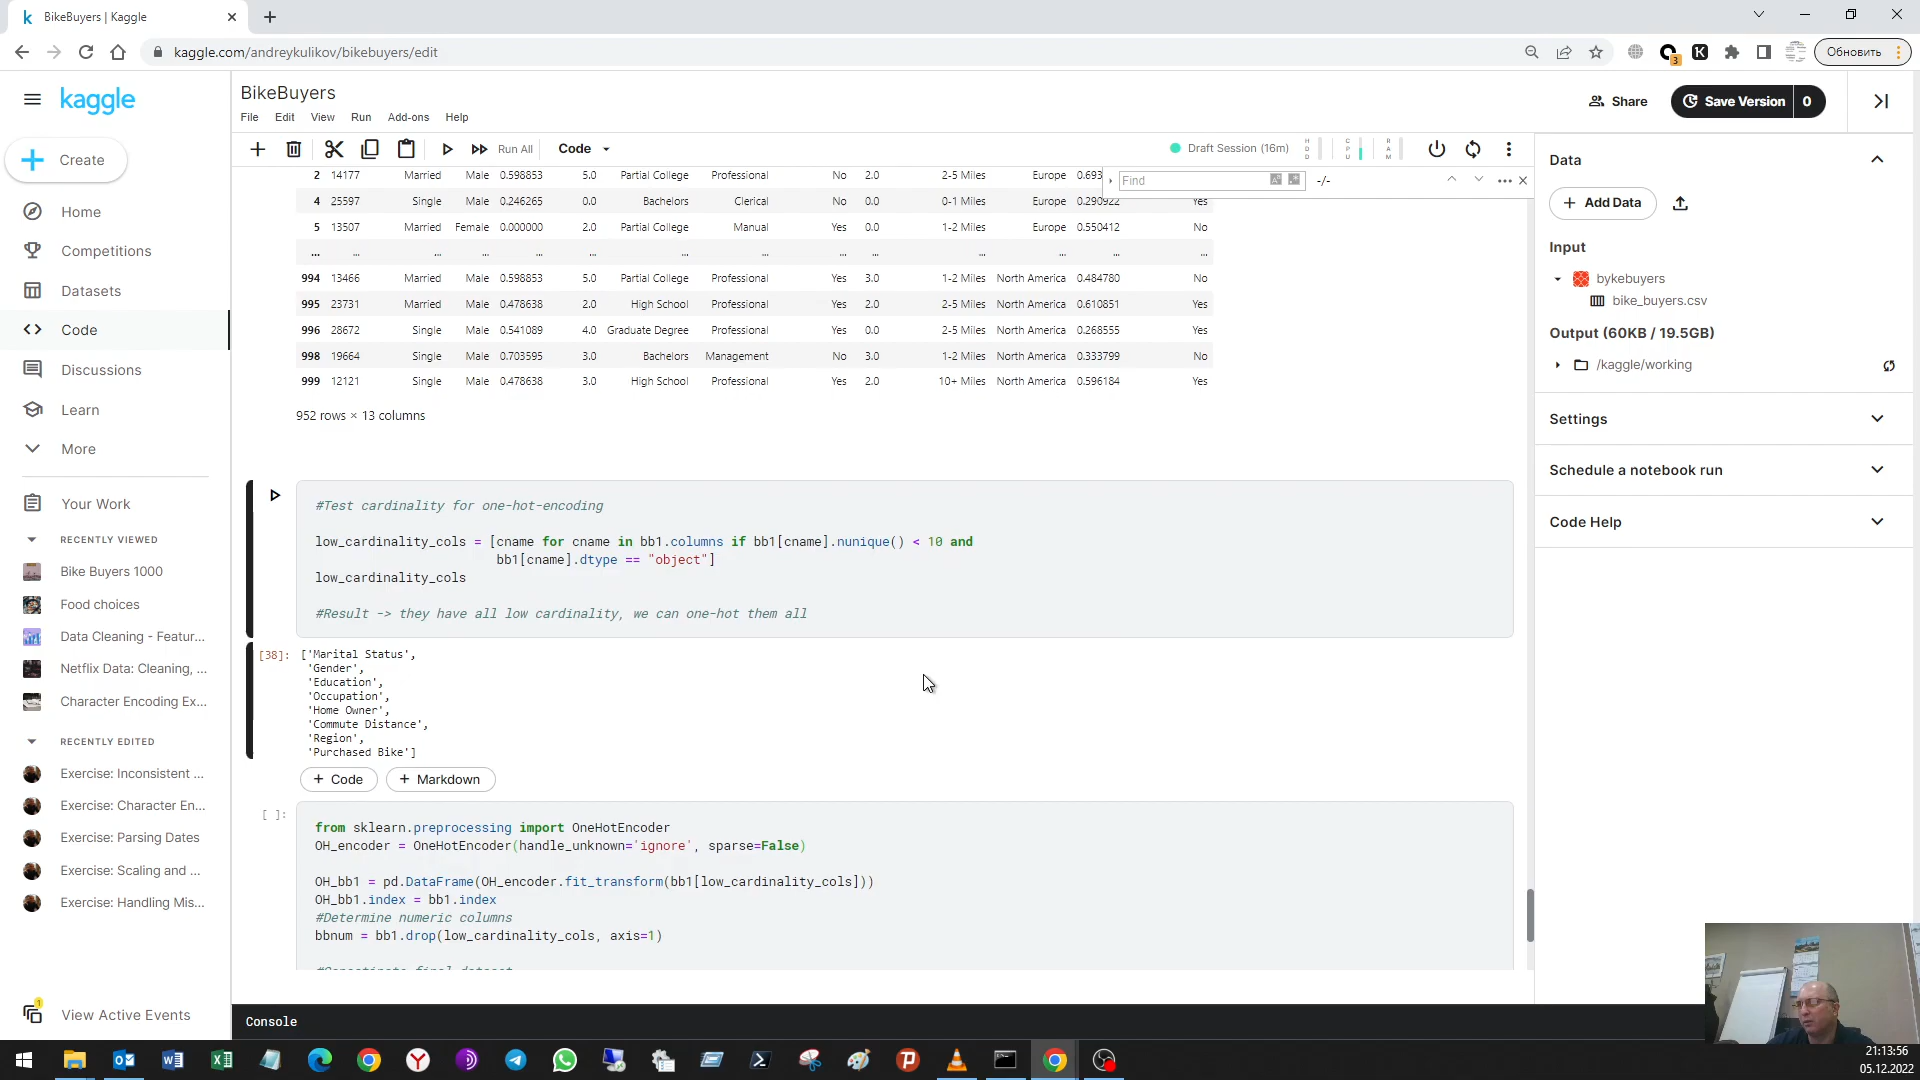 BikeBuyers | Kaggle
kaggle.com/andreykulikov/bikebuyers/edit
3
Обновить
kaggle
BikeBuyers
File Edit View Run Add-ons Help
Share
Save Version 0
Run All
Code
Draft Session (16m)
HDD
CPU
RAM
Find
-/-
Create
Home
Competitions
Datasets
Code
Discussions
Learn
More
Your Work
RECENTLY VIEWED
Bike Buyers 1000
Food choices
Data Cleaning - Featur...
Netflix Data: Cleaning, ...
Character Encoding Ex...
RECENTLY EDITED
Exercise: Inconsistent ...
Exercise: Character En...
Exercise: Parsing Dates
Exercise: Scaling and ...
Exercise: Handling Mis...
1
View Active Events
2 14177 Married Male 0.598853 5.0 Partial College Professional No 2.0 2-5 Miles Europe 0.693
4 25597 Single Male 0.246265 0.0 Bachelors Clerical No 0.0 0-1 Miles Europe 0.290922 Yes
5 13507 Married Female 0.000000 2.0 Partial College Manual Yes 0.0 1-2 Miles Europe 0.550412 No
... ... ... ... ... ... ... ... ... ... ... ... ... ...
994 13466 Married Male 0.598853 5.0 Partial College Professional Yes 3.0 1-2 Miles North America 0.484780 No
995 23731 Married Male 0.478638 2.0 High School Professional Yes 2.0 2-5 Miles North America 0.610851 Yes
996 28672 Single Male 0.541089 4.0 Graduate Degree Professional Yes 0.0 2-5 Miles North America 0.268555 Yes
998 19664 Single Male 0.703595 3.0 Bachelors Management No 3.0 1-2 Miles North America 0.333799 No
999 12121 Single Male 0.478638 3.0 High School Professional Yes 2.0 10+ Miles North America 0.596184 Yes
952 rows × 13 columns
#Test cardinality for one-hot-encoding
low_cardinality_cols = [cname for cname in bb1.columns if bb1[cname].nunique() < 10 and
bb1[cname].dtype == "object"]
low_cardinality_cols
#Result -> they have all low cardinality, we can one-hot them all
[38]: ['Marital Status',
'Gender',
'Education',
'Occupation',
'Home Owner',
'Commute Distance',
'Region',
'Purchased Bike']
+ Code + Markdown
[ ]:
from sklearn.preprocessing import OneHotEncoder
OH_encoder = OneHotEncoder(handle_unknown='ignore', sparse=False)
OH_bb1 = pd.DataFrame(OH_encoder.fit_transform(bb1[low_cardinality_cols]))
OH_bb1.index = bb1.index
#Determine numeric columns
bbnum = bb1.drop(low_cardinality_cols, axis=1)
Console
Data
+ Add Data
Input
bykebuyers
bike_buyers.csv
Output (60KB / 19.5GB)
/kaggle/working
Settings
Schedule a notebook run
Code Help
21:13:56
05.12.2022